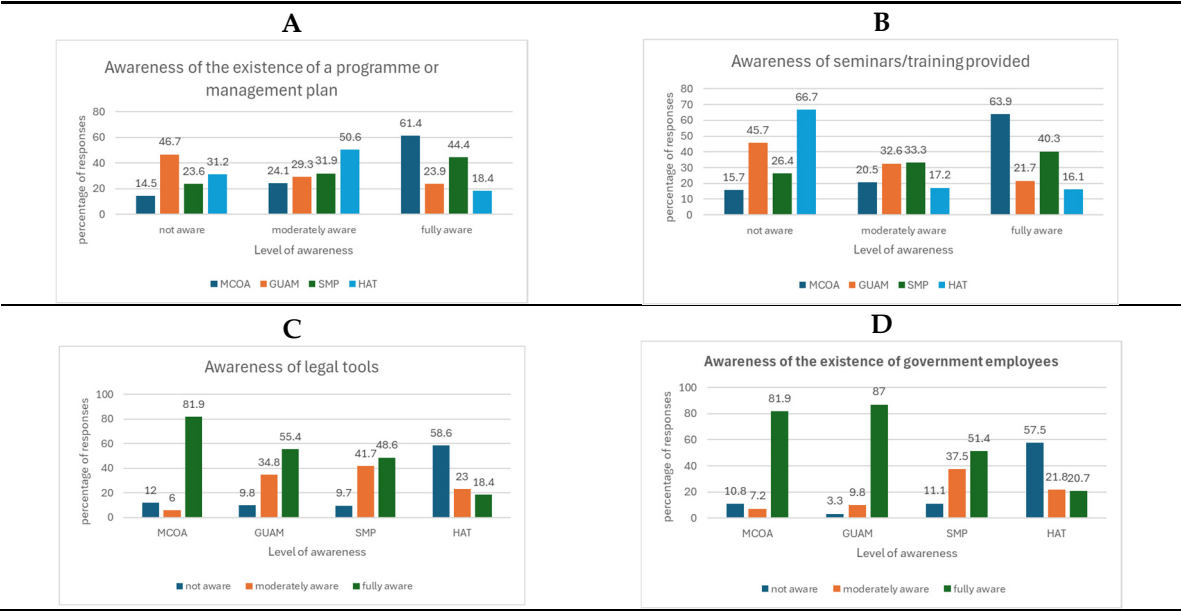 A
Awareness of the existence of a programme or
management plan
percentage of responses
80
60
40
20
0
14.5
46.7
23.6
31.2
24.1
29.3
31.9
50.6
61.4
23.9
44.4
18.4
not aware
moderately aware
fully aware
Level of awareness
MCOA GUAM SMP HAT
B
Awareness of seminars/training provided
percentage of responses
80
70
60
50
40
30
20
10
0
15.7
45.7
26.4
66.7
20.5
32.6
33.3
17.2
63.9
21.7
40.3
16.1
not aware
moderately aware
fully aware
Level of awareness
MCOA GUAM SMP HAT
C
Awareness of legal tools
percentage of responses
100
80
60
40
20
0
12
6
81.9
9.8
34.8
55.4
9.7
41.7
48.6
58.6
23
18.4
MCOA
GUAM
SMP
HAT
Level of awareness
not aware moderately aware fully aware
D
Awareness of the existence of government employees
percentage of responses
100
80
60
40
20
0
10.8
7.2
81.9
3.3
9.8
87
11.1
37.5
51.4
57.5
21.8
20.7
MCOA
GUAM
SMP
HAT
Level of awareness
not aware moderately aware fully aware